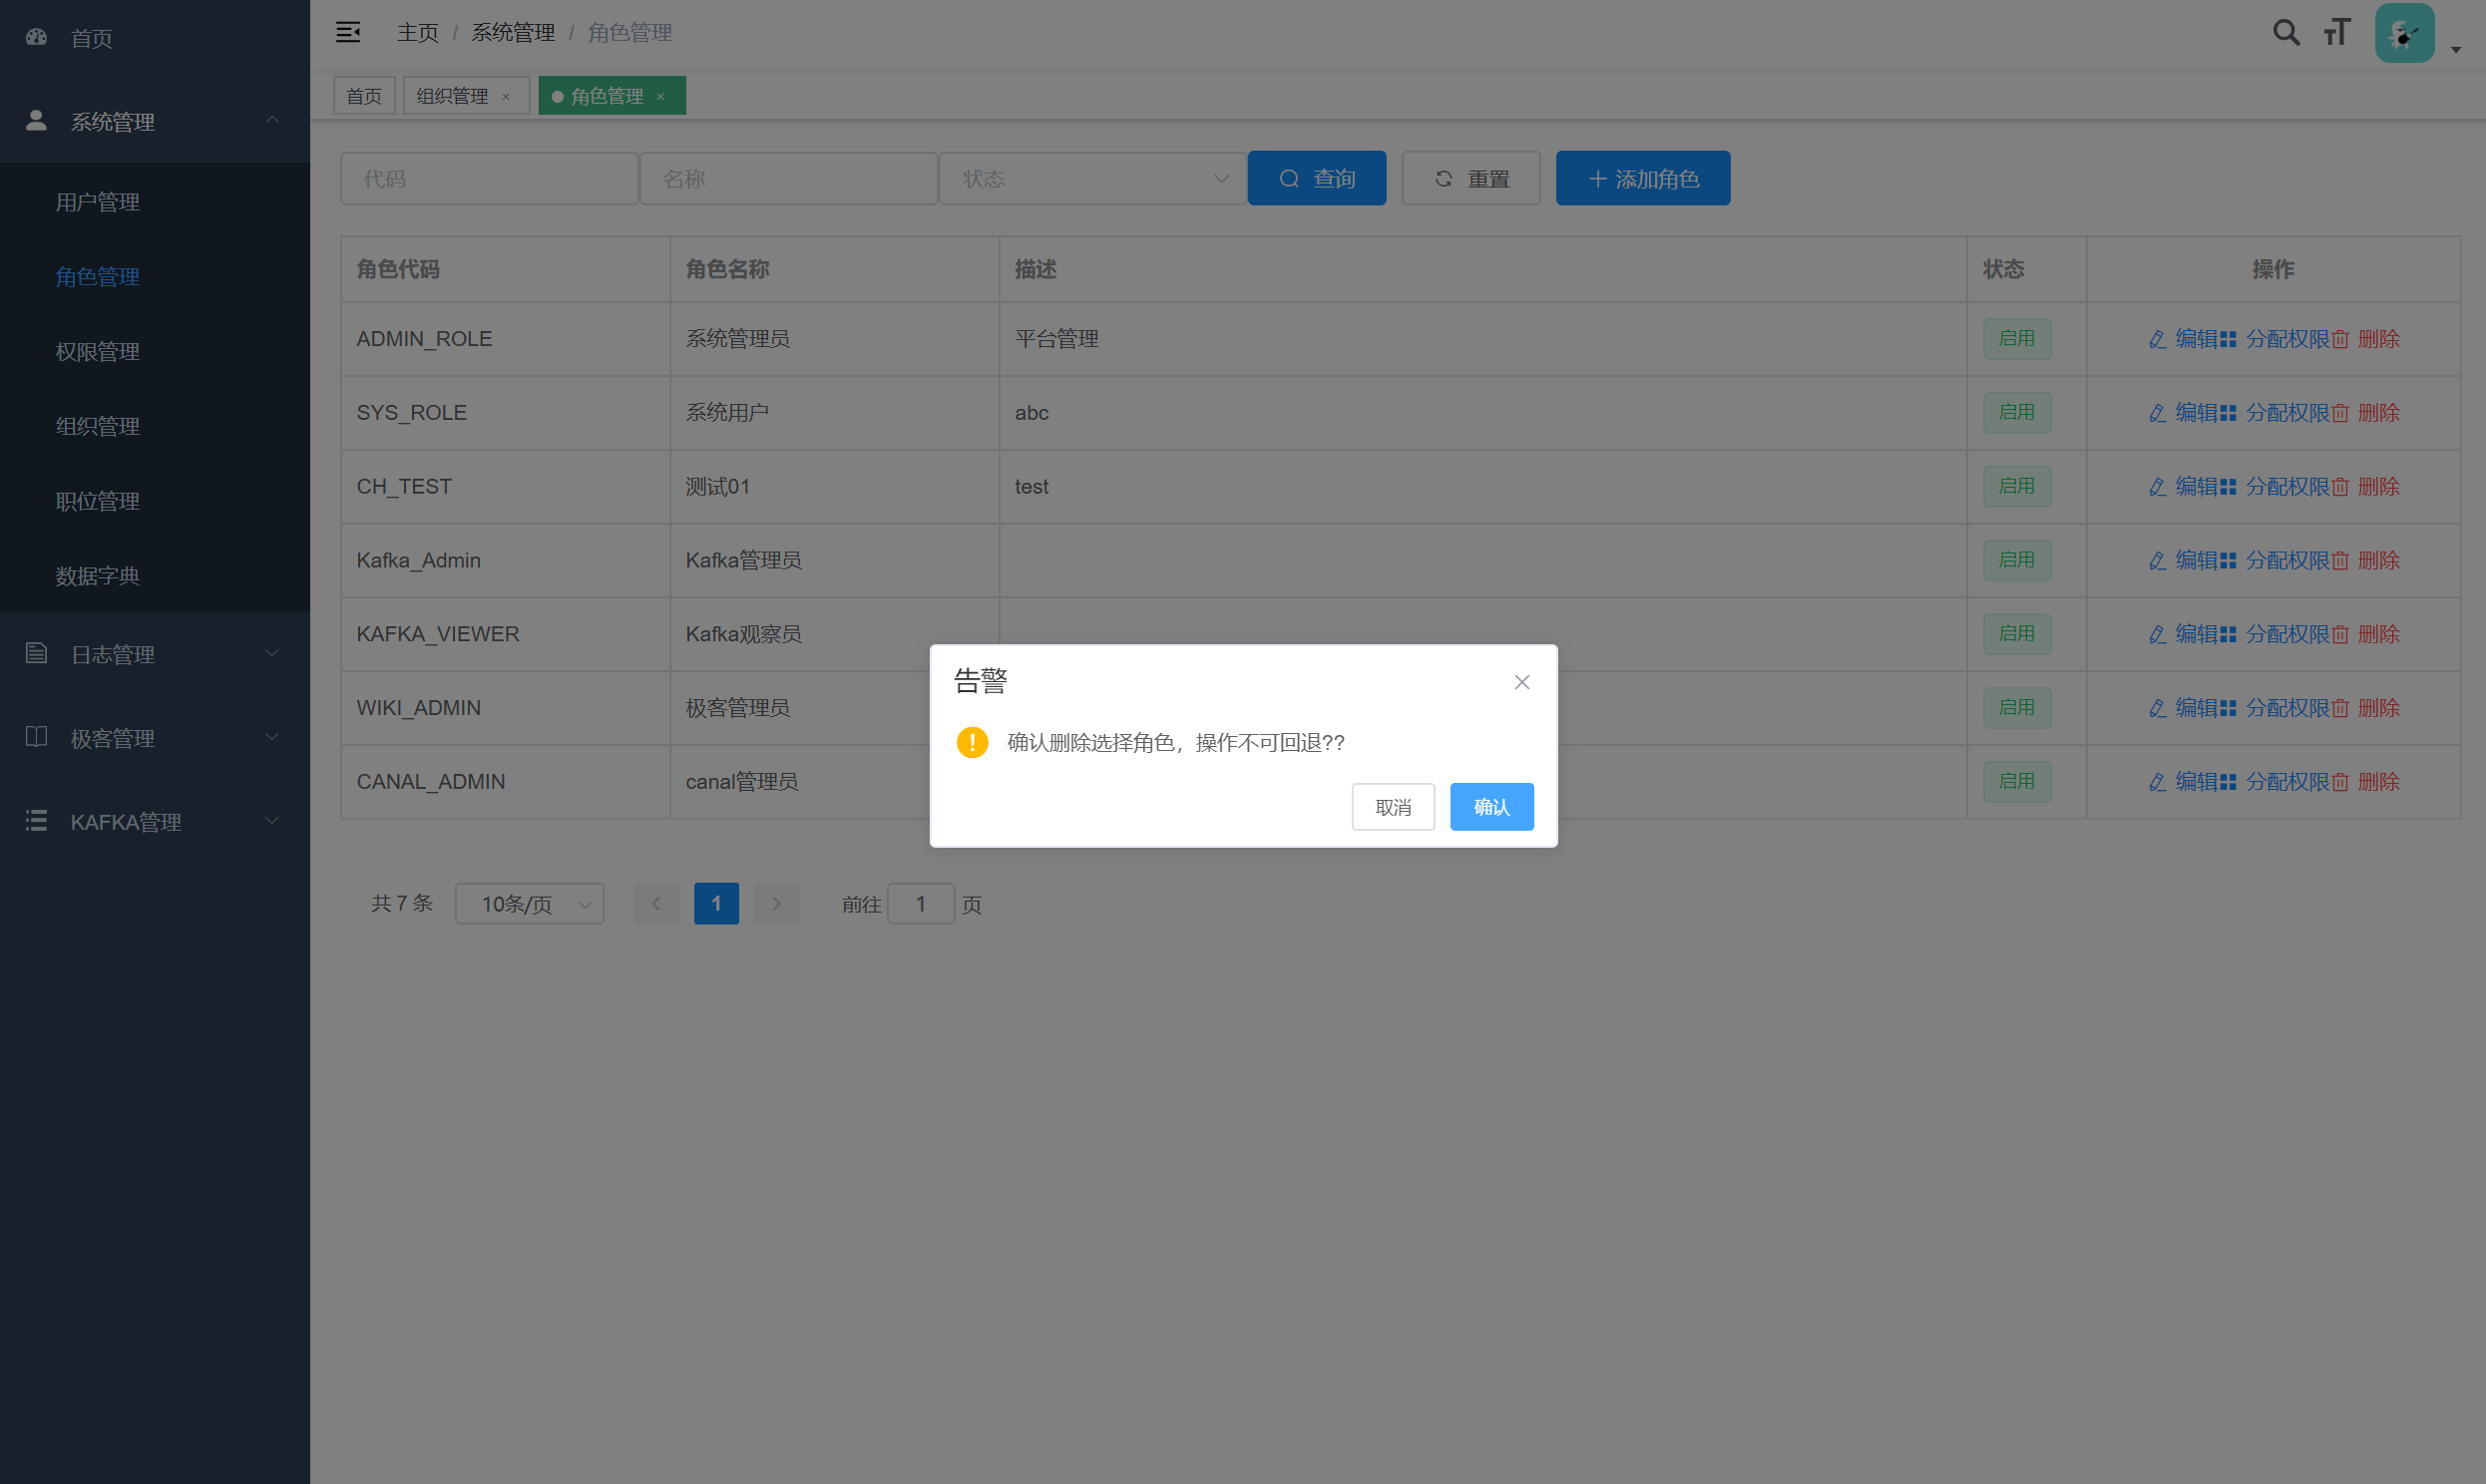 首页
系统管理
用户管理
角色管理
权限管理
组织管理
职位管理
数据字典
日志管理
极客管理
KAFKA管理
主页 / 系统管理 / 角色管理
首页 组织管理 × 角色管理 ×
代码 名称 状态 查询 重置 添加角色
角色代码 角色名称 描述 状态 操作
ADMIN_ROLE 系统管理员 平台管理 启用 编辑 分配权限 删除
SYS_ROLE 系统用户 abc 启用 编辑 分配权限 删除
CH_TEST 测试01 test 启用 编辑 分配权限 删除
Kafka_Admin Kafka管理员 启用 编辑 分配权限 删除
KAFKA_VIEWER Kafka观察员 启用 编辑 分配权限 删除
WIKI_ADMIN 极客管理员 启用 编辑 分配权限 删除
CANAL_ADMIN canal管理员 启用 编辑 分配权限 删除
告警
确认删除选择角色，操作不可回退??
取消 确认
共 7 条 10条/页 1 前往 1 页